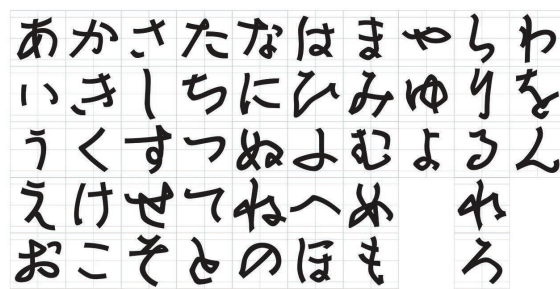 あかさたなはまやらわ
いきしちにひみゆりを
うくすつぬふむよるん
えけせてねへめ れ
おこそとのほも ろ